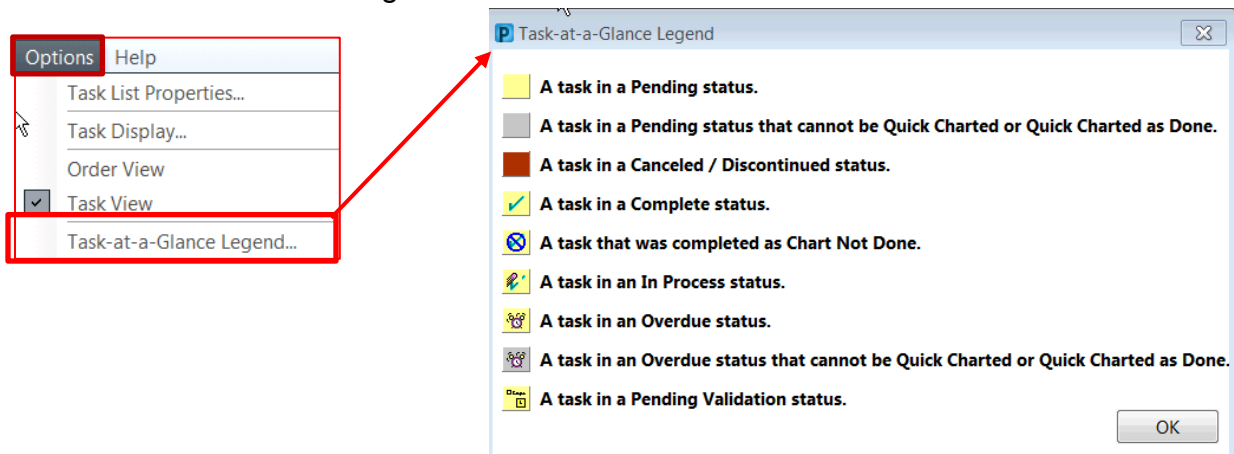 Options Help
Task List Properties...
Task Display...
Order View
Task View
Task-at-a-Glance Legend...
P Task-at-a-Glance Legend
A task in a Pending status.
A task in a Pending status that cannot be Quick Charted or Quick Charted as Done.
A task in a Canceled / Discontinued status.
A task in a Complete status.
A task that was completed as Chart Not Done.
A task in an In Process status.
A task in an Overdue status.
A task in an Overdue status that cannot be Quick Charted or Quick Charted as Done.
A task in a Pending Validation status.
OK